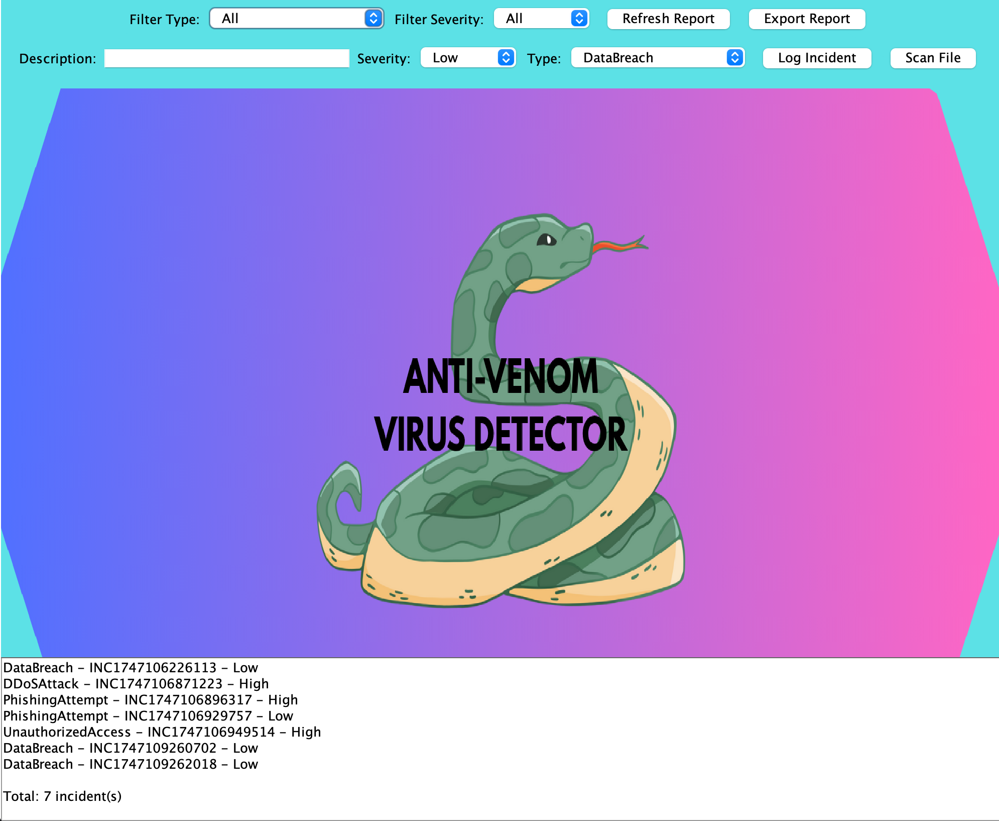 Filter Type: All Filter Severity: All Refresh Report Export Report
Description: Severity: Low Type: DataBreach Log Incident Scan File
ANTI-VENOM
VIRUS DETECTOR
DataBreach – INC1747106226113 – Low
DDoSAttack – INC1747106871223 – High
PhishingAttempt – INC1747106896317 – High
PhishingAttempt – INC1747106929757 – Low
UnauthorizedAccess – INC1747106949514 – High
DataBreach – INC1747109260702 – Low
DataBreach – INC1747109262018 – Low
Total: 7 incident(s)